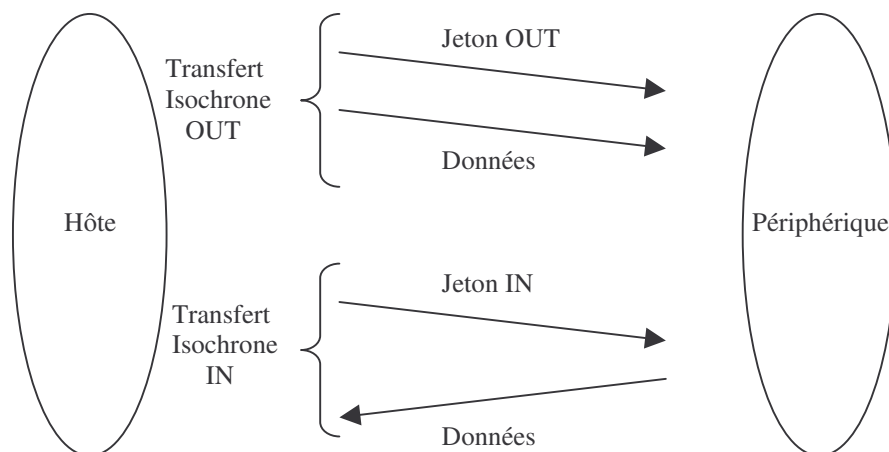 Jeton OUT
Transfert
Isochrone
OUT
Données
Hôte
Périphérique
Jeton IN
Transfert
Isochrone
IN
Données